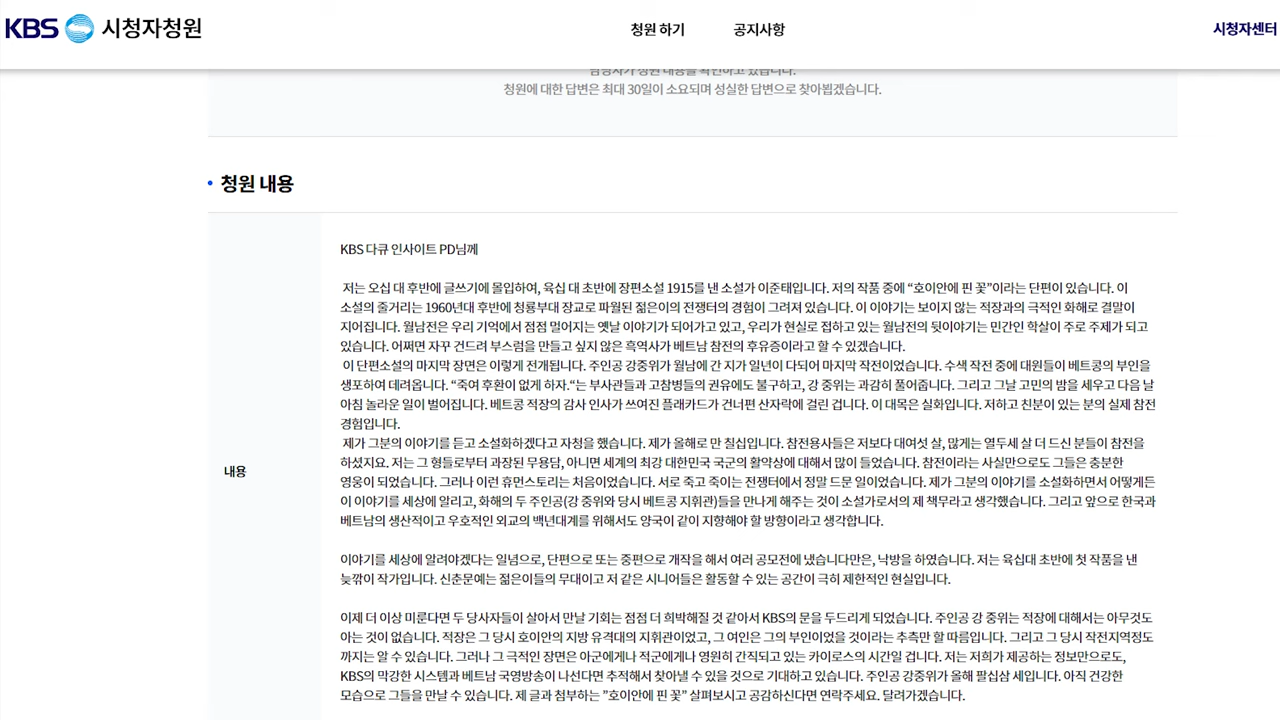 KBS 시청자청원
청원 하기
공지사항
시청자센터
담당자가 청원 내용을 확인하고 있습니다.
청원에 대한 답변은 최대 30일이 소요되며 성실한 답변으로 찾아뵙겠습니다.
• 청원 내용
내용
KBS 다큐 인사이트 PD님께
저는 오십 대 후반에 글쓰기에 몰입하여, 육십 대 초반에 장편소설 1915를 낸 소설가 이준태입니다. 저의 작품 중에 “호이안에 핀 꽃”이라는 단편이 있습니다. 이
소설의 줄거리는 1960년대 후반에 청룡부대 장교로 파월된 젊은이의 전쟁터의 경험이 그려져 있습니다. 이 이야기는 보이지 않는 적장과의 극적인 화해로 결말이
지어집니다. 월남전은 우리 기억에서 점점 멀어지는 옛날 이야기가 되어가고 있고, 우리가 현실로 접하고 있는 월남전의 뒷이야기는 민간인 학살이 주로 주제가 되고
있습니다. 어쩌면 자꾸 건드려 부스럼을 만들고 싶지 않은 흑역사가 베트남 참전의 후유증이라고 할 수 있겠습니다.
이 단편소설의 마지막 장면은 이렇게 전개됩니다. 주인공 강중위가 월남에 간 지가 일년이 다되어 마지막 작전이었습니다. 수색 작전 중에 대원들이 베트콩의 부인을
생포하여 데려옵니다. “죽여 후환이 없게 하자.“는 부사관들과 고참병들의 권유에도 불구하고, 강 중위는 과감히 풀어줍니다. 그리고 그날 고민의 밤을 세우고 다음 날
아침 놀라운 일이 벌어집니다. 베트콩 적장의 감사 인사가 쓰여진 플래카드가 건너편 산자락에 걸린 겁니다. 이 대목은 실화입니다. 저하고 친분이 있는 분의 실제 참전
경험입니다.
제가 그분의 이야기를 듣고 소설화하겠다고 자청을 했습니다. 제가 올해로 만 칠십입니다. 참전용사들은 저보다 대여섯 살, 많게는 열두세 살 더 드신 분들이 참전을
하셨지요. 저는 그 형들로부터 과장된 무용담, 아니면 세계의 최강 대한민국 국군의 활약상에 대해서 많이 들었습니다. 참전이라는 사실만으로도 그들은 충분한
영웅이 되었습니다. 그러나 이런 휴먼스토리는 처음이었습니다. 서로 죽고 죽이는 전쟁터에서 정말 드문 일이었습니다. 제가 그분의 이야기를 소설화하면서 어떻게든
이 이야기를 세상에 알리고, 화해의 두 주인공(강 중위와 당시 베트콩 지휘관)들을 만나게 해주는 것이 소설가로서의 제 책무라고 생각했습니다. 그리고 앞으로 한국과
베트남의 생산적이고 우호적인 외교의 백년대계를 위해서도 양국이 같이 지향해야 할 방향이라고 생각합니다.
이야기를 세상에 알려야겠다는 일념으로, 단편으로 또는 중편으로 개작을 해서 여러 공모전에 냈습니다만은, 낙방을 하였습니다. 저는 육십대 초반에 첫 작품을 낸
늦깎이 작가입니다. 신춘문예는 젊은이들의 무대이고 저 같은 시니어들은 활동할 수 있는 공간이 극히 제한적인 현실입니다.
이제 더 이상 미룬다면 두 당사자들이 살아서 만날 기회는 점점 더 희박해질 것 같아서 KBS의 문을 두드리게 되었습니다. 주인공 강 중위는 적장에 대해서는 아무것도
아는 것이 없습니다. 적장은 그 당시 호이안의 지방 유격대의 지휘관이었고, 그 여인은 그의 부인이었을 것이라는 추측만 할 따름입니다. 그리고 그 당시 작전지역정도
까지는 알 수 있습니다. 그러나 그 극적인 장면은 아군에게나 적군에게나 영원히 간직되고 있는 카이로스의 시간일 겁니다. 저는 저희가 제공하는 정보만으로도,
KBS의 막강한 시스템과 베트남 국영방송이 나선다면 추적해서 찾아낼 수 있을 것으로 기대하고 있습니다. 주인공 강중위가 올해 팔십삼 세입니다. 아직 건강한
모습으로 그들을 만날 수 있습니다. 제 글과 첨부하는 ”호이안에 핀 꽃” 살펴보시고 공감하신다면 연락주세요. 달려가겠습니다.